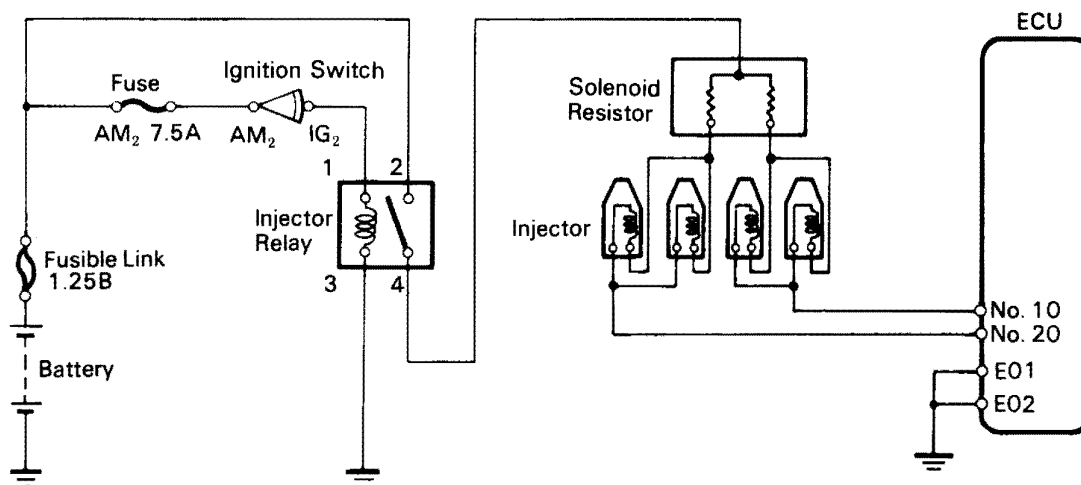 ECU
Ignition Switch
Fuse
AM₂ 7.5A
AM₂
IG₂
Solenoid
Resistor
1
2
Injector
Relay
Injector
Fusible Link
1.25B
3
4
No. 10
No. 20
Battery
E01
E02